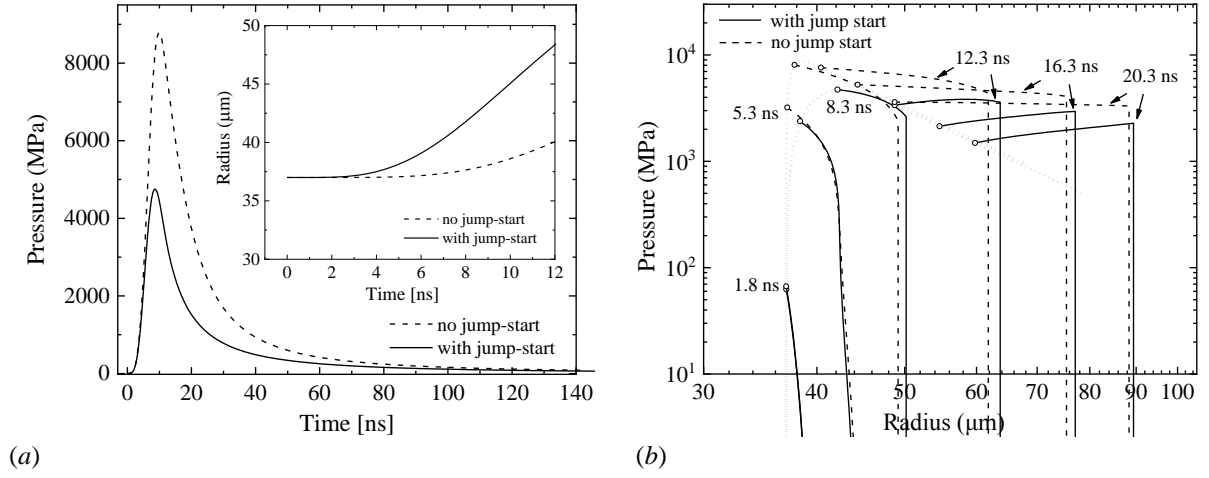 8000
6000
4000
2000
0
Pressure (MPa)
0 20 40 60 80 100 120 140
Time [ns]
no jump-start
with jump-start
50
45
40
35
30
Radius (μm)
0 2 4 6 8 10 12
Time [ns]
no jump-start
with jump-start
(a)
with jump start
no jump start
10^4
10^3
10^2
10^1
Pressure (MPa)
12.3 ns
16.3 ns
20.3 ns
5.3 ns
8.3 ns
1.8 ns
30 40 50 60 70 80 90 100
Radius (μm)
(b)